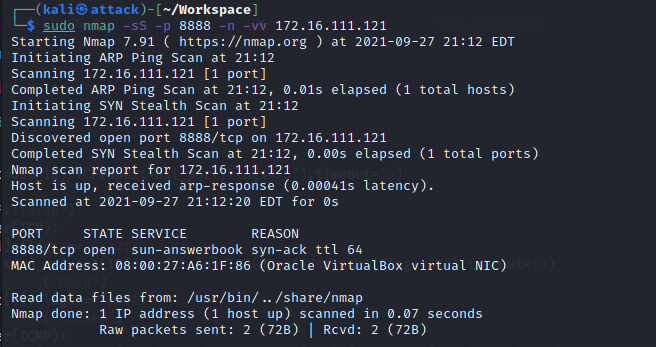 ┌──(kali㉿attack)-[~/Workspace]
└─$ sudo nmap -sS -p 8888 -n -vv 172.16.111.121
Starting Nmap 7.91 ( https://nmap.org ) at 2021-09-27 21:12 EDT
Initiating ARP Ping Scan at 21:12
Scanning 172.16.111.121 [1 port]
Completed ARP Ping Scan at 21:12, 0.01s elapsed (1 total hosts)
Initiating SYN Stealth Scan at 21:12
Scanning 172.16.111.121 [1 port]
Discovered open port 8888/tcp on 172.16.111.121
Completed SYN Stealth Scan at 21:12, 0.00s elapsed (1 total ports)
Nmap scan report for 172.16.111.121
Host is up, received arp-response (0.00041s latency).
Scanned at 2021-09-27 21:12:20 EDT for 0s
PORT     STATE SERVICE        REASON
8888/tcp open  sun-answerbook syn-ack ttl 64
MAC Address: 08:00:27:A6:1F:86 (Oracle VirtualBox virtual NIC)
Read data files from: /usr/bin/../share/nmap
Nmap done: 1 IP address (1 host up) scanned in 0.07 seconds
Raw packets sent: 2 (72B) | Rcvd: 2 (72B)